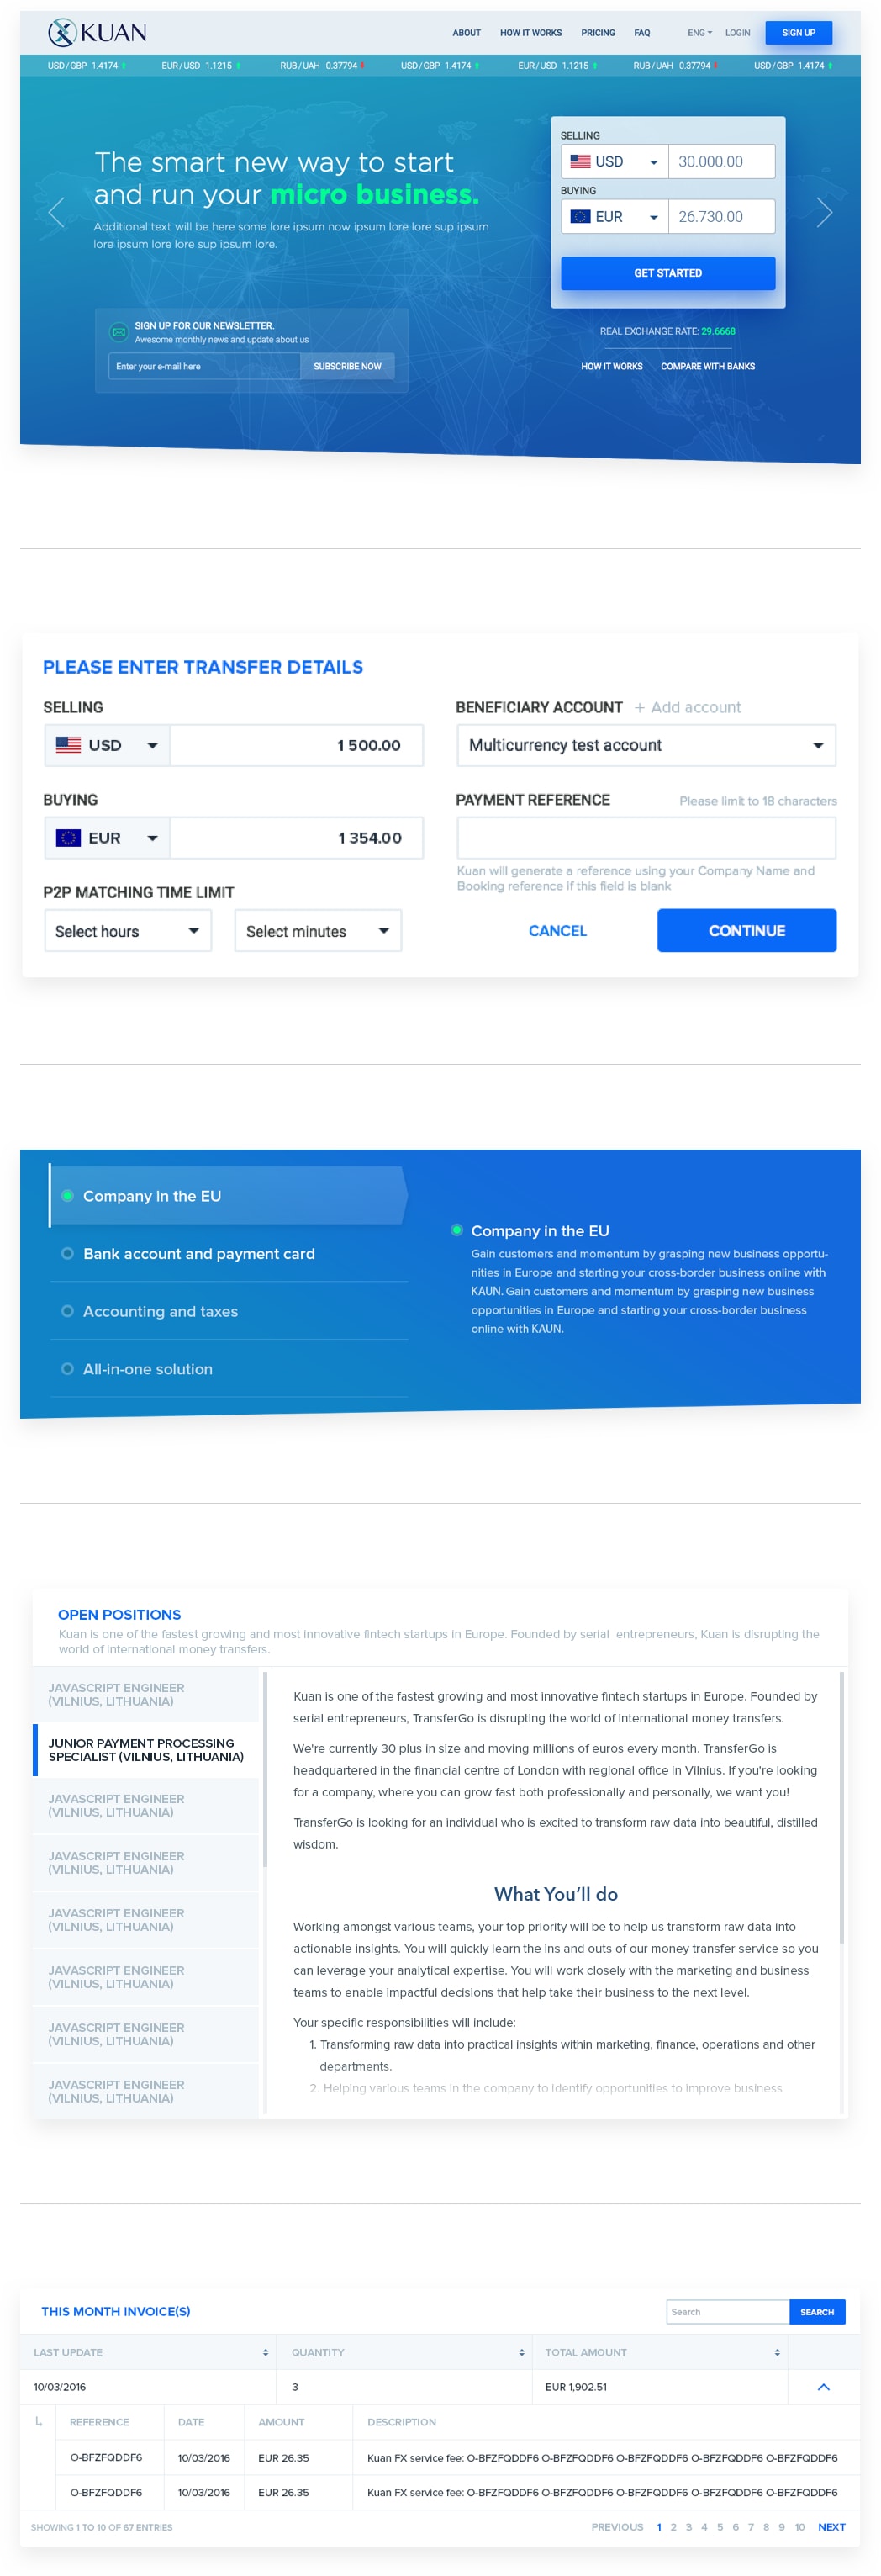 KUAN
ABOUT HOW IT WORKS PRICING FAQ ENG LOGIN SIGN UP
USD/GBP 1.4174 EUR/USD 1.1215 RUB/UAH 0.37794 USD/GBP 1.4174 EUR/USD 1.1215 RUB/UAH 0.37794 USD/GBP 1.4174
The smart new way to start
and run your micro business.
Additional text will be here some lore ipsum now ipsum lore lore sup ipsum
lore ipsum lore lore sup ipsum lore.
SIGN UP FOR OUR NEWSLETTER.
Awesome monthly news and update about us
Enter your e-mail here SUBSCRIBE NOW
SELLING
USD 30.000.00
BUYING
EUR 26.730.00
GET STARTED
REAL EXCHANGE RATE: 29.6668
HOW IT WORKS COMPARE WITH BANKS
PLEASE ENTER TRANSFER DETAILS
SELLING
USD 1 500.00
BUYING
EUR 1 354.00
P2P MATCHING TIME LIMIT
Select hours Select minutes
BENEFICIARY ACCOUNT + Add account
Multicurrency test account
PAYMENT REFERENCE Please limit to 18 characters
Kuan will generate a reference using your Company Name and
Booking reference if this field is blank
CANCEL CONTINUE
Company in the EU
Bank account and payment card
Accounting and taxes
All-in-one solution
Company in the EU
Gain customers and momentum by grasping new business opportu-
nities in Europe and starting your cross-border business online with
KAUN. Gain customers and momentum by grasping new business
opportunities in Europe and starting your cross-border business
online with KAUN.
OPEN POSITIONS
Kuan is one of the fastest growing and most innovative fintech startups in Europe. Founded by serial entrepreneurs, Kuan is disrupting the
world of international money transfers.
JAVASCRIPT ENGINEER
(VILNIUS, LITHUANIA)
JUNIOR PAYMENT PROCESSING
SPECIALIST (VILNIUS, LITHUANIA)
JAVASCRIPT ENGINEER
(VILNIUS, LITHUANIA)
JAVASCRIPT ENGINEER
(VILNIUS, LITHUANIA)
JAVASCRIPT ENGINEER
(VILNIUS, LITHUANIA)
JAVASCRIPT ENGINEER
(VILNIUS, LITHUANIA)
JAVASCRIPT ENGINEER
(VILNIUS, LITHUANIA)
JAVASCRIPT ENGINEER
(VILNIUS, LITHUANIA)
Kuan is one of the fastest growing and most innovative fintech startups in Europe. Founded by
serial entrepreneurs, TransferGo is disrupting the world of international money transfers.
We're currently 30 plus in size and moving millions of euros every month. TransferGo is
headquartered in the financial centre of London with regional office in Vilnius. If you're looking
for a company, where you can grow fast both professionally and personally, we want you!
TransferGo is looking for an individual who is excited to transform raw data into beautiful, distilled
wisdom.
What You'll do
Working amongst various teams, your top priority will be to help us transform raw data into
actionable insights. You will quickly learn the ins and outs of our money transfer service so you
can leverage your analytical expertise. You will work closely with the marketing and business
teams to enable impactful decisions that help take their business to the next level.
Your specific responsibilities will include:
1. Transforming raw data into practical insights within marketing, finance, operations and other
departments.
2. Helping various teams in the company to identify opportunities to improve business
THIS MONTH INVOICE(S) Search SEARCH
LAST UPDATE QUANTITY TOTAL AMOUNT
10/03/2016 3 EUR 1,902.51
REFERENCE DATE AMOUNT DESCRIPTION
O-BFZFQDDF6 10/03/2016 EUR 26.35 Kuan FX service fee: O-BFZFQDDF6 O-BFZFQDDF6 O-BFZFQDDF6 O-BFZFQDDF6 O-BFZFQDDF6
O-BFZFQDDF6 10/03/2016 EUR 26.35 Kuan FX service fee: O-BFZFQDDF6 O-BFZFQDDF6 O-BFZFQDDF6 O-BFZFQDDF6 O-BFZFQDDF6
SHOWING 1 TO 10 OF 67 ENTRIES PREVIOUS 1 2 3 4 5 6 7 8 9 10 NEXT